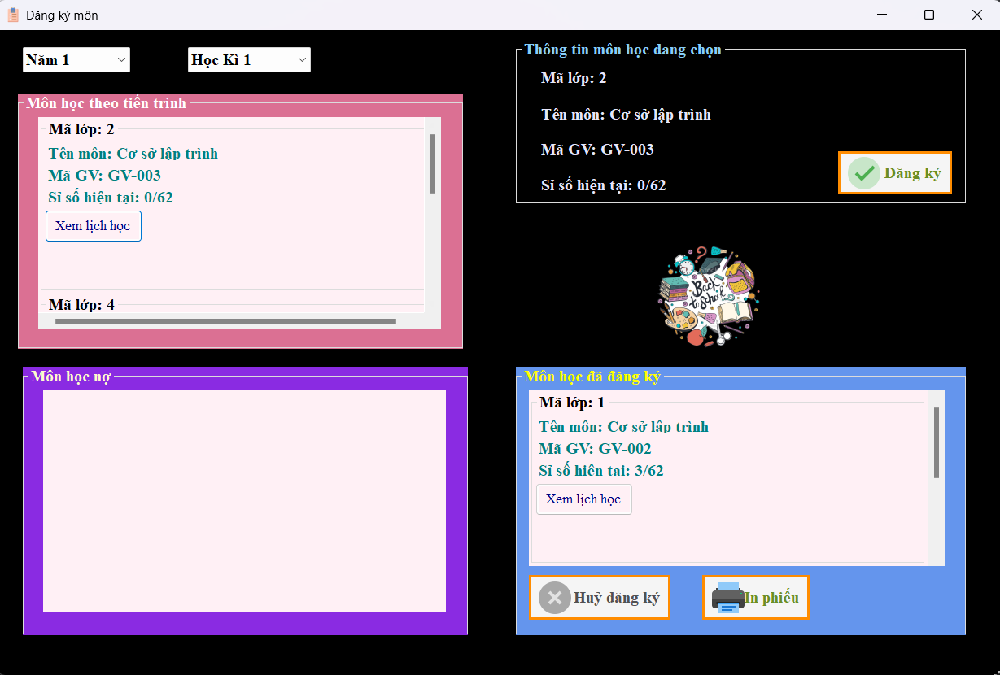 Đăng ký môn
Năm 1
Học Kì 1
Môn học theo tiến trình
Mã lớp: 2
Tên môn: Cơ sở lập trình
Mã GV: GV-003
Sỉ số hiện tại: 0/62
Xem lịch học
Mã lớp: 4
Thông tin môn học đang chọn
Mã lớp: 2
Tên môn: Cơ sở lập trình
Mã GV: GV-003
Sỉ số hiện tại: 0/62
Đăng ký
Back
to School
Môn học nợ
Môn học đã đăng ký
Mã lớp: 1
Tên môn: Cơ sở lập trình
Mã GV: GV-002
Sỉ số hiện tại: 3/62
Xem lịch học
Huỷ đăng ký
In phiếu